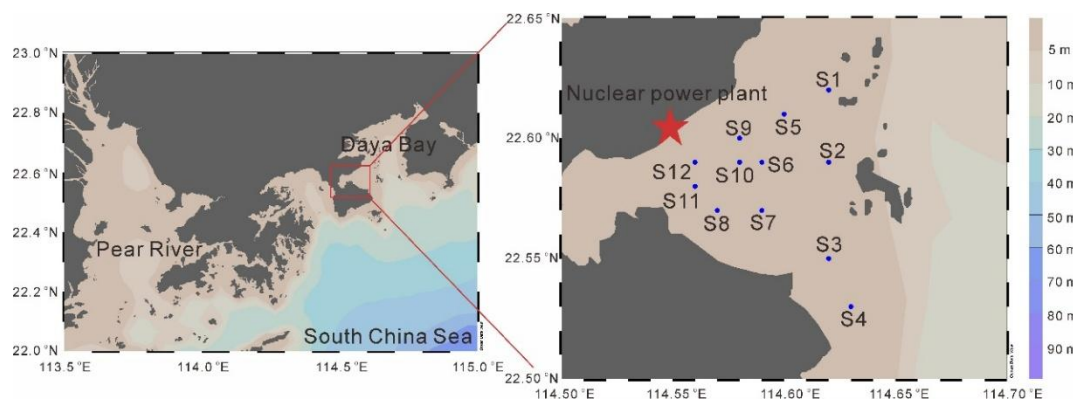 23.0°N
22.8°N
22.6°N
22.4°N
22.2°N
22.0°N
113.5°E
114.0°E
114.5°E
115.0°E
Daya Bay
Pear River
South China Sea
22.65°N
22.60°N
22.55°N
22.50°N
114.50°E
114.55°E
114.60°E
114.65°E
114.70°E
Nuclear power plant
S1
S5
S9
S2
S6
S10
S12
S11
S8
S7
S3
S4
5 m
10 m
20 m
30 m
40 m
50 m
60 m
70 m
80 m
90 m